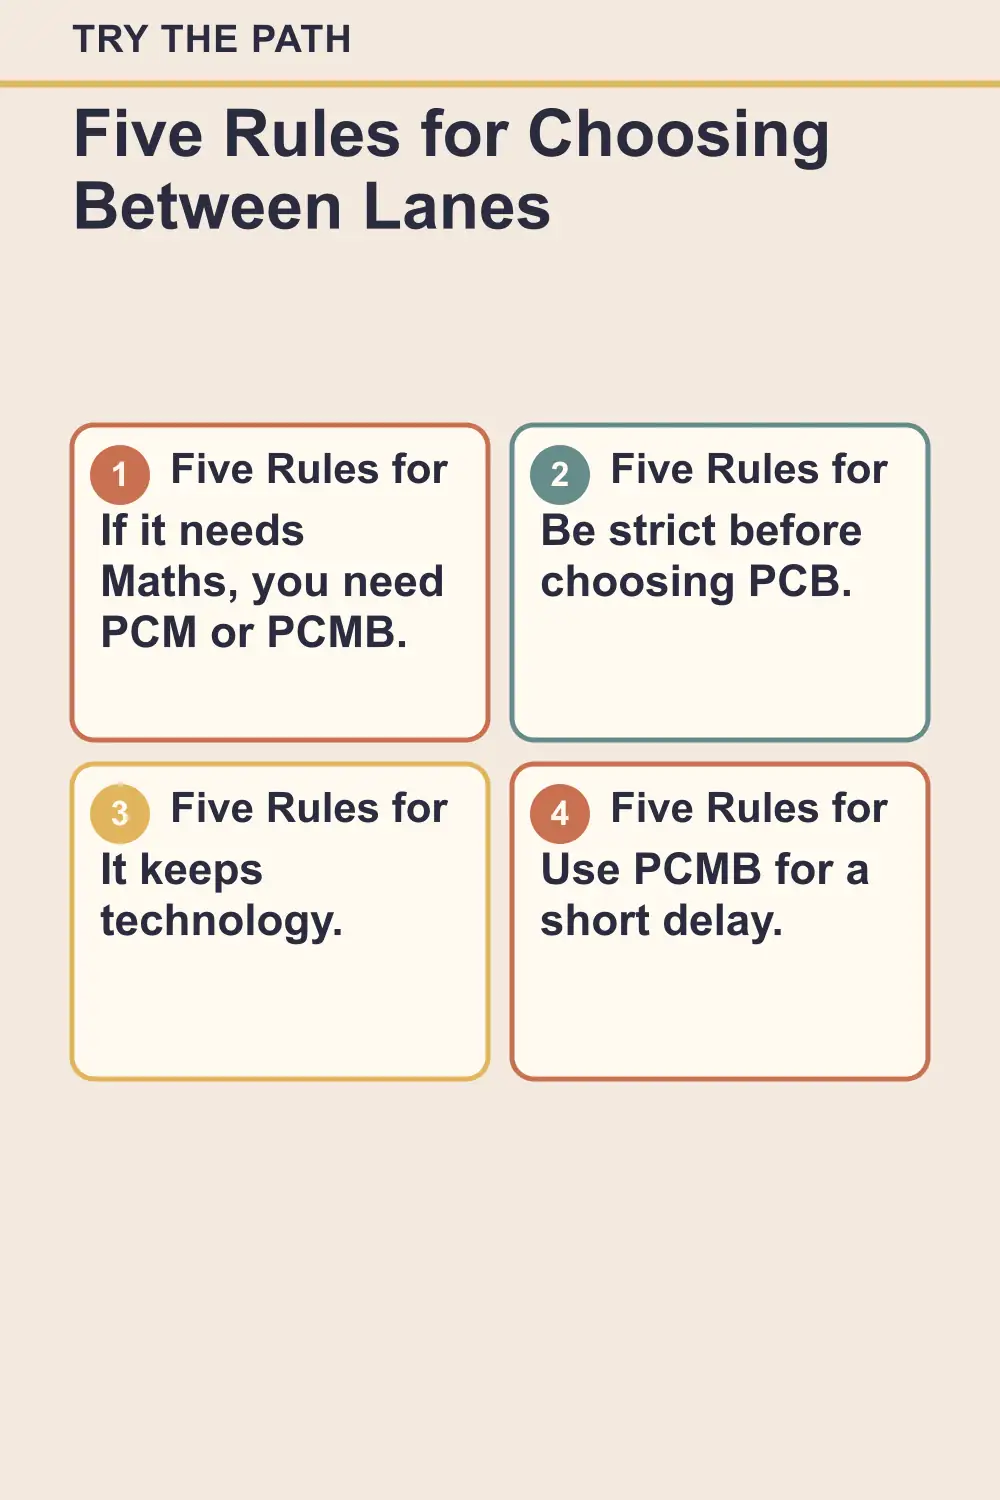 TRY THE PATH
Five Rules for Choosing
Between Lanes
1 Five Rules for
If it needs
Maths, you need
PCM or PCMB.
2 Five Rules for
Be strict before
choosing PCB.
3 Five Rules for
It keeps
technology.
4 Five Rules for
Use PCMB for a
short delay.